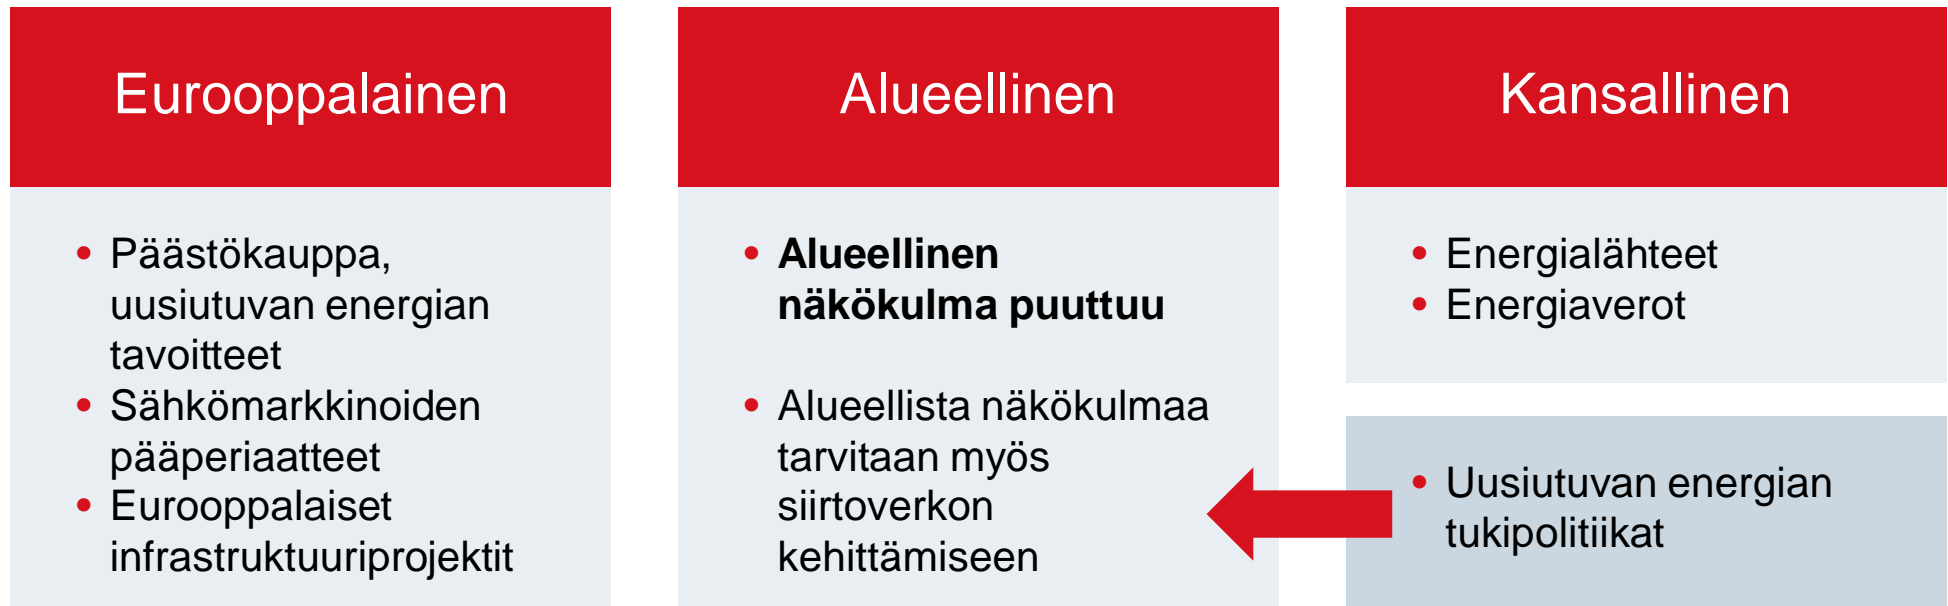 Eurooppalainen
• Päästökauppa,
uusiutuvan energian
tavoitteet
• Sähkömarkkinoiden
pääperiaatteet
• Eurooppalaiset
infrastruktuuriprojektit
Alueellinen
• Alueellinen
näkökulma puuttuu
• Alueellista näkökulmaa
tarvitaan myös
siirtoverkon
kehittämiseen
Kansallinen
• Energialähteet
• Energiaverot
• Uusiutuvan energian
tukipolitiikat